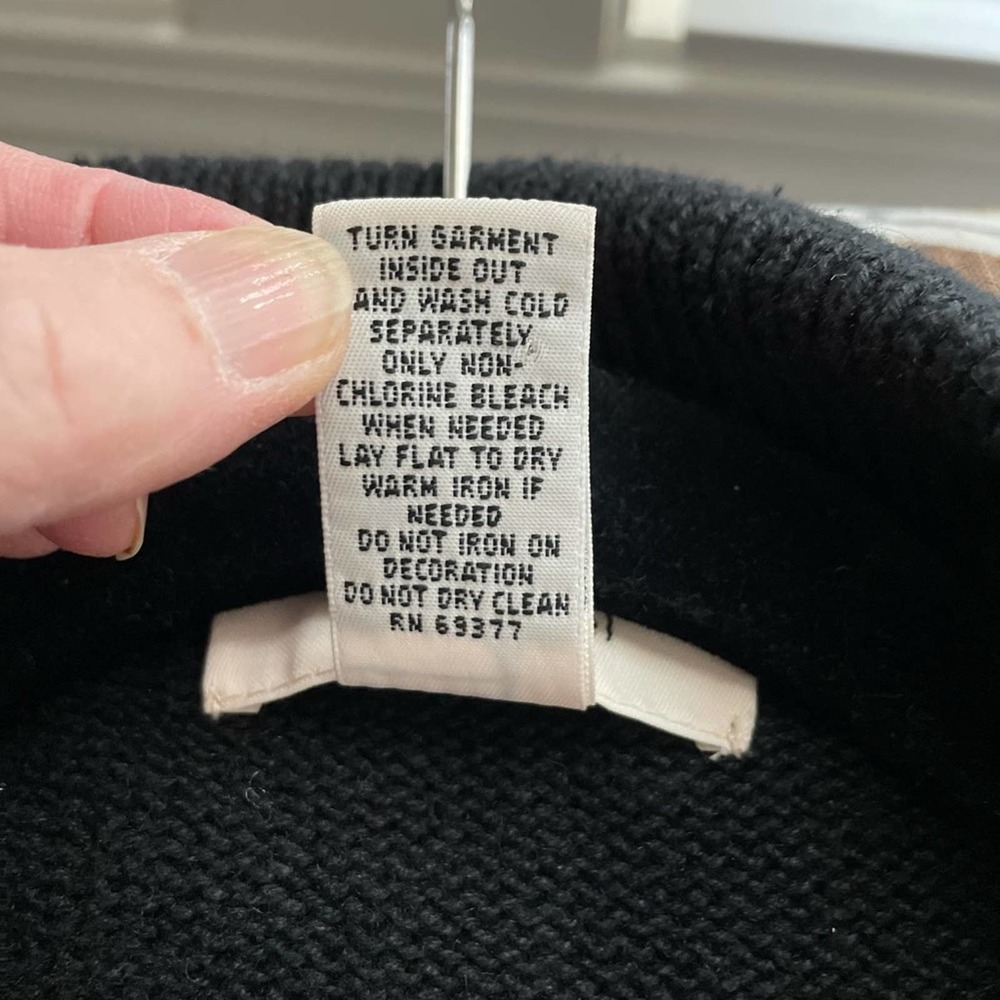 TURN GARMENT
INSIDE OUT
AND WASH COLD
SEPARATELY
ONLY NON-
CHLORINE BLEACH
WHEN NEEDED
LAY FLAT TO DRY
WARM IRON IF
NEEDED
DO NOT IRON ON
DECORATION
DO NOT DRY CLEAN
RN 69377